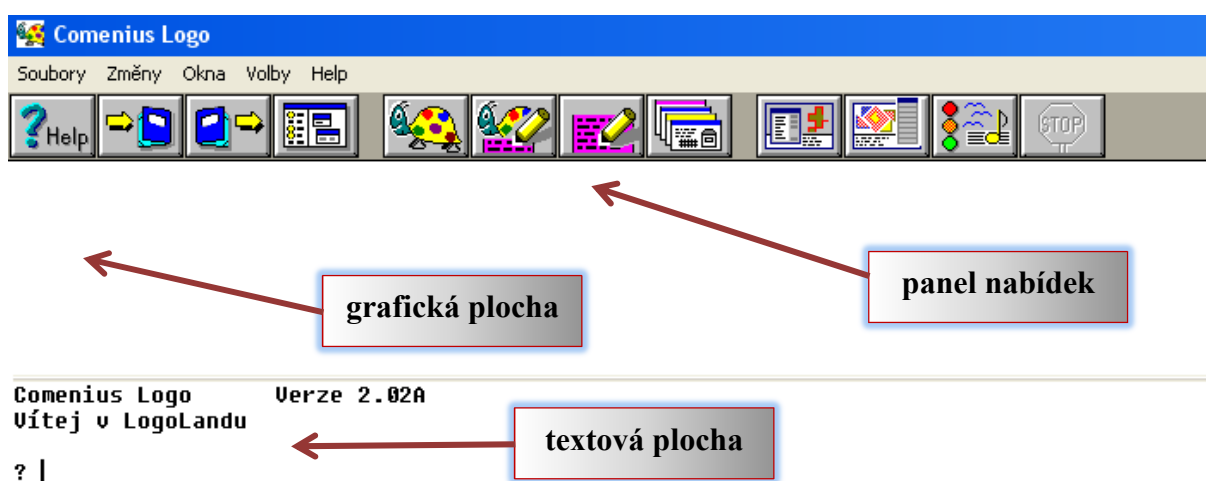 Comenius Logo
Soubory Změny Okna Volby Help
Help STOP
panel nabídek
grafická plocha
Comenius Logo Verze 2.02A
Vítej v LogoLandu
textová plocha
?